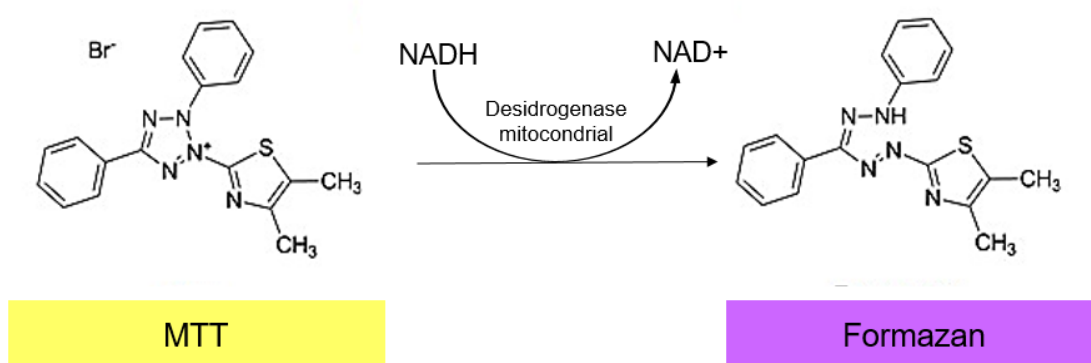 Br-
NADH
NAD+
Desidrogenase
mitocondrial
N
N
N
N+
S
N
CH3
CH3
N
NH
N
N
S
N
CH3
CH3
MTT
Formazan